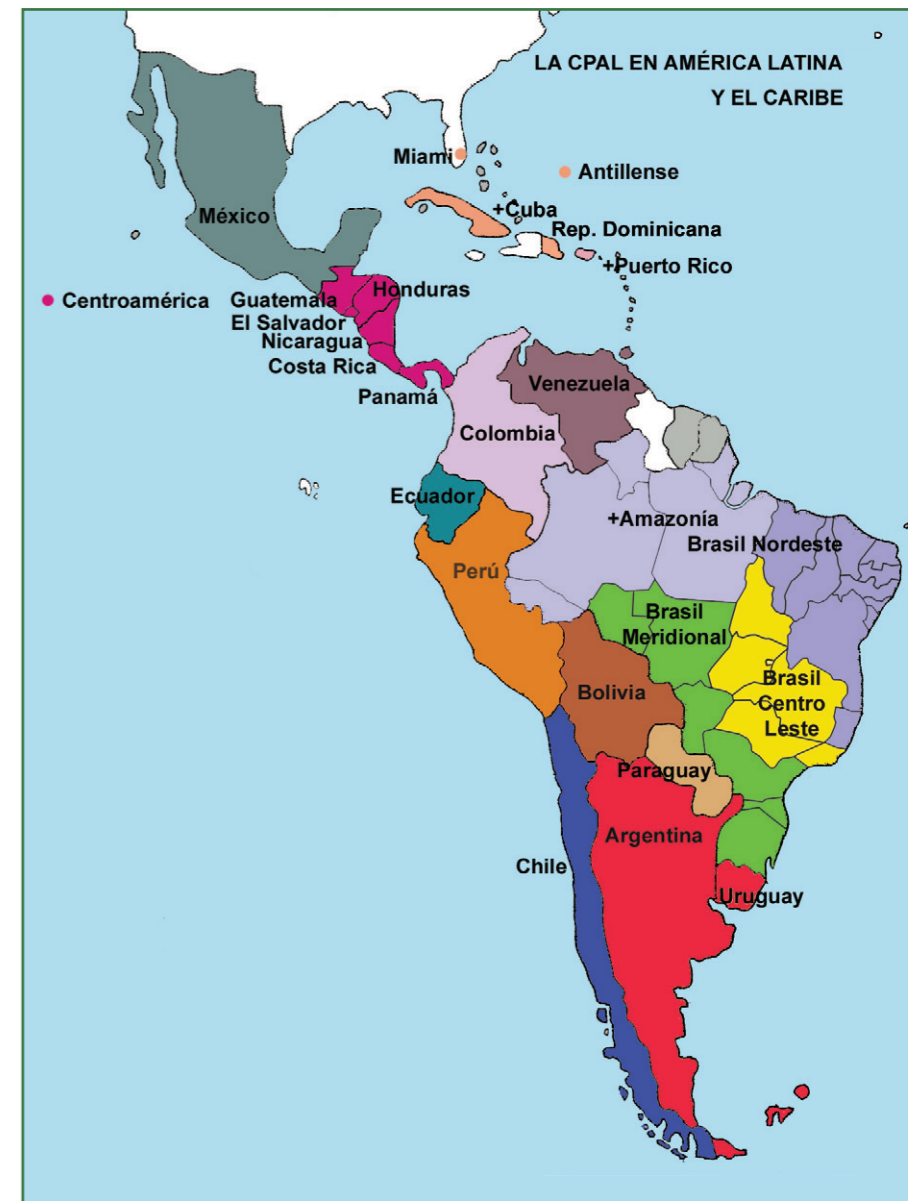 LA CPAL EN AMÉRICA LATINA
Y EL CARIBE
Miami
Antillense
+Cuba
Rep. Dominicana
México
+Puerto Rico
Centroamérica
Guatemala
Honduras
El Salvador
Nicaragua
Costa Rica
Panamá
Venezuela
Colombia
Ecuador
+Amazonía
Brasil Nordeste
Perú
Brasil
Meridional
Bolivia
Brasil
Centro
Leste
Paraguay
Argentina
Chile
Uruguay